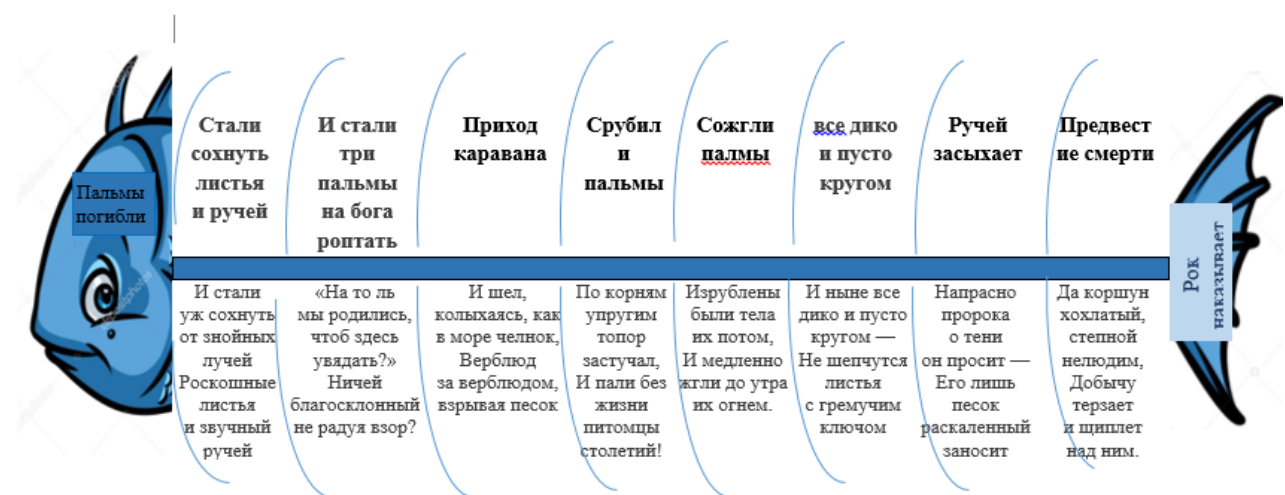 Пальмы
погибли
Стали
сохнуть
листья
и ручей
И стали
три
пальмы
на бога
роптать
Приход
каравана
Срубил
и
пальмы
Сожгли
палмы
все дико
и пусто
кругом
Ручей
засыхает
Предвест
ие смерти
И стали
уж сохнуть
от знойных
лучей
Роскошные
листья
и звучный
ручей
«На то ль
мы родились,
чтоб здесь
увядать?»
Ничей
благосклонный
не радуя взор?
И шел,
колыхаясь, как
в море челнок,
Верблюд
за верблюдом,
взрывая песок
По корням
упругим
топор
застучал,
И пали без
жизни
питомцы
столетий!
Изрублены
были тела
их потом,
И медленно
жгли до утра
их огнем.
И ныне все
дико и пусто
кругом —
Не шепчутся
листья
с гремучим
ключом
Напрасно
пророка
о тени
он просит —
Его лишь
песок
раскаленный
заносит
Да коршун
хохлатый,
степной
нелюдим,
Добычу
терзает
и щиплет
над ним.
Рок
наказывает